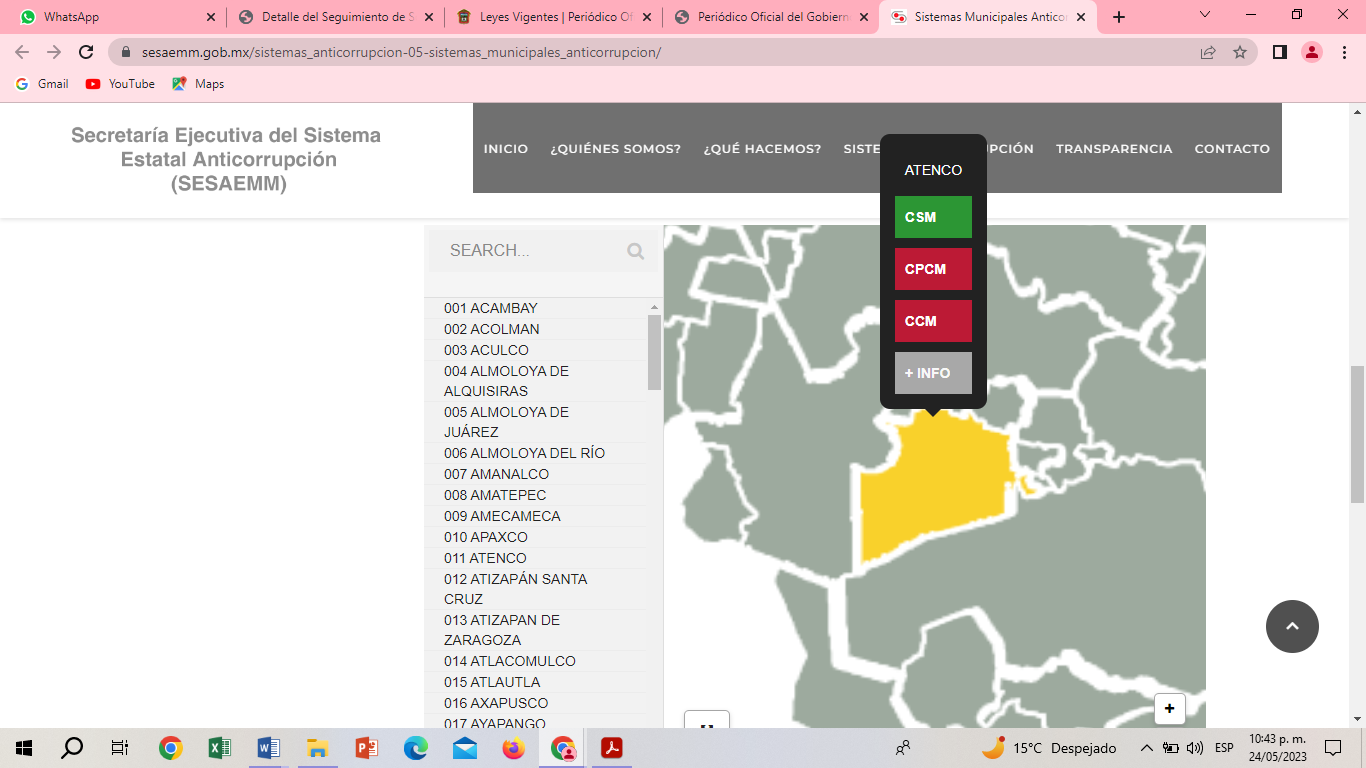 WhatsApp
Detalle del Seguimiento de S
Leyes Vigentes | Periódico Of
Periódico Oficial del Gobiern
Sistemas Municipales Anticor
sesaemm.gob.mx/sistemas_anticorrupcion-05-sistemas_municipales_anticorrupcion/
Gmail
YouTube
Maps
Secretaría Ejecutiva del Sistema
Estatal Anticorrupción
(SESAEMM)
INICIO
¿QUIÉNES SOMOS?
¿QUÉ HACEMOS?
SISTE
UPCIÓN
TRANSPARENCIA
CONTACTO
ATENCO
CSM
CPCM
CCM
+ INFO
SEARCH...
001 ACAMBAY
002 ACOLMAN
003 ACULCO
004 ALMOLOYA DE
ALQUISIRAS
005 ALMOLOYA DE
JUÁREZ
006 ALMOLOYA DEL RÍO
007 AMANALCO
008 AMATEPEC
009 AMECAMECA
010 APAXCO
011 ATENCO
012 ATIZAPÁN SANTA
CRUZ
013 ATIZAPAN DE
ZARAGOZA
014 ATLACOMULCO
015 ATLAUTLA
016 AXAPUSCO
017 AYAPANGO
+
15°C Despejado
ESP
10:43 p. m.
24/05/2023